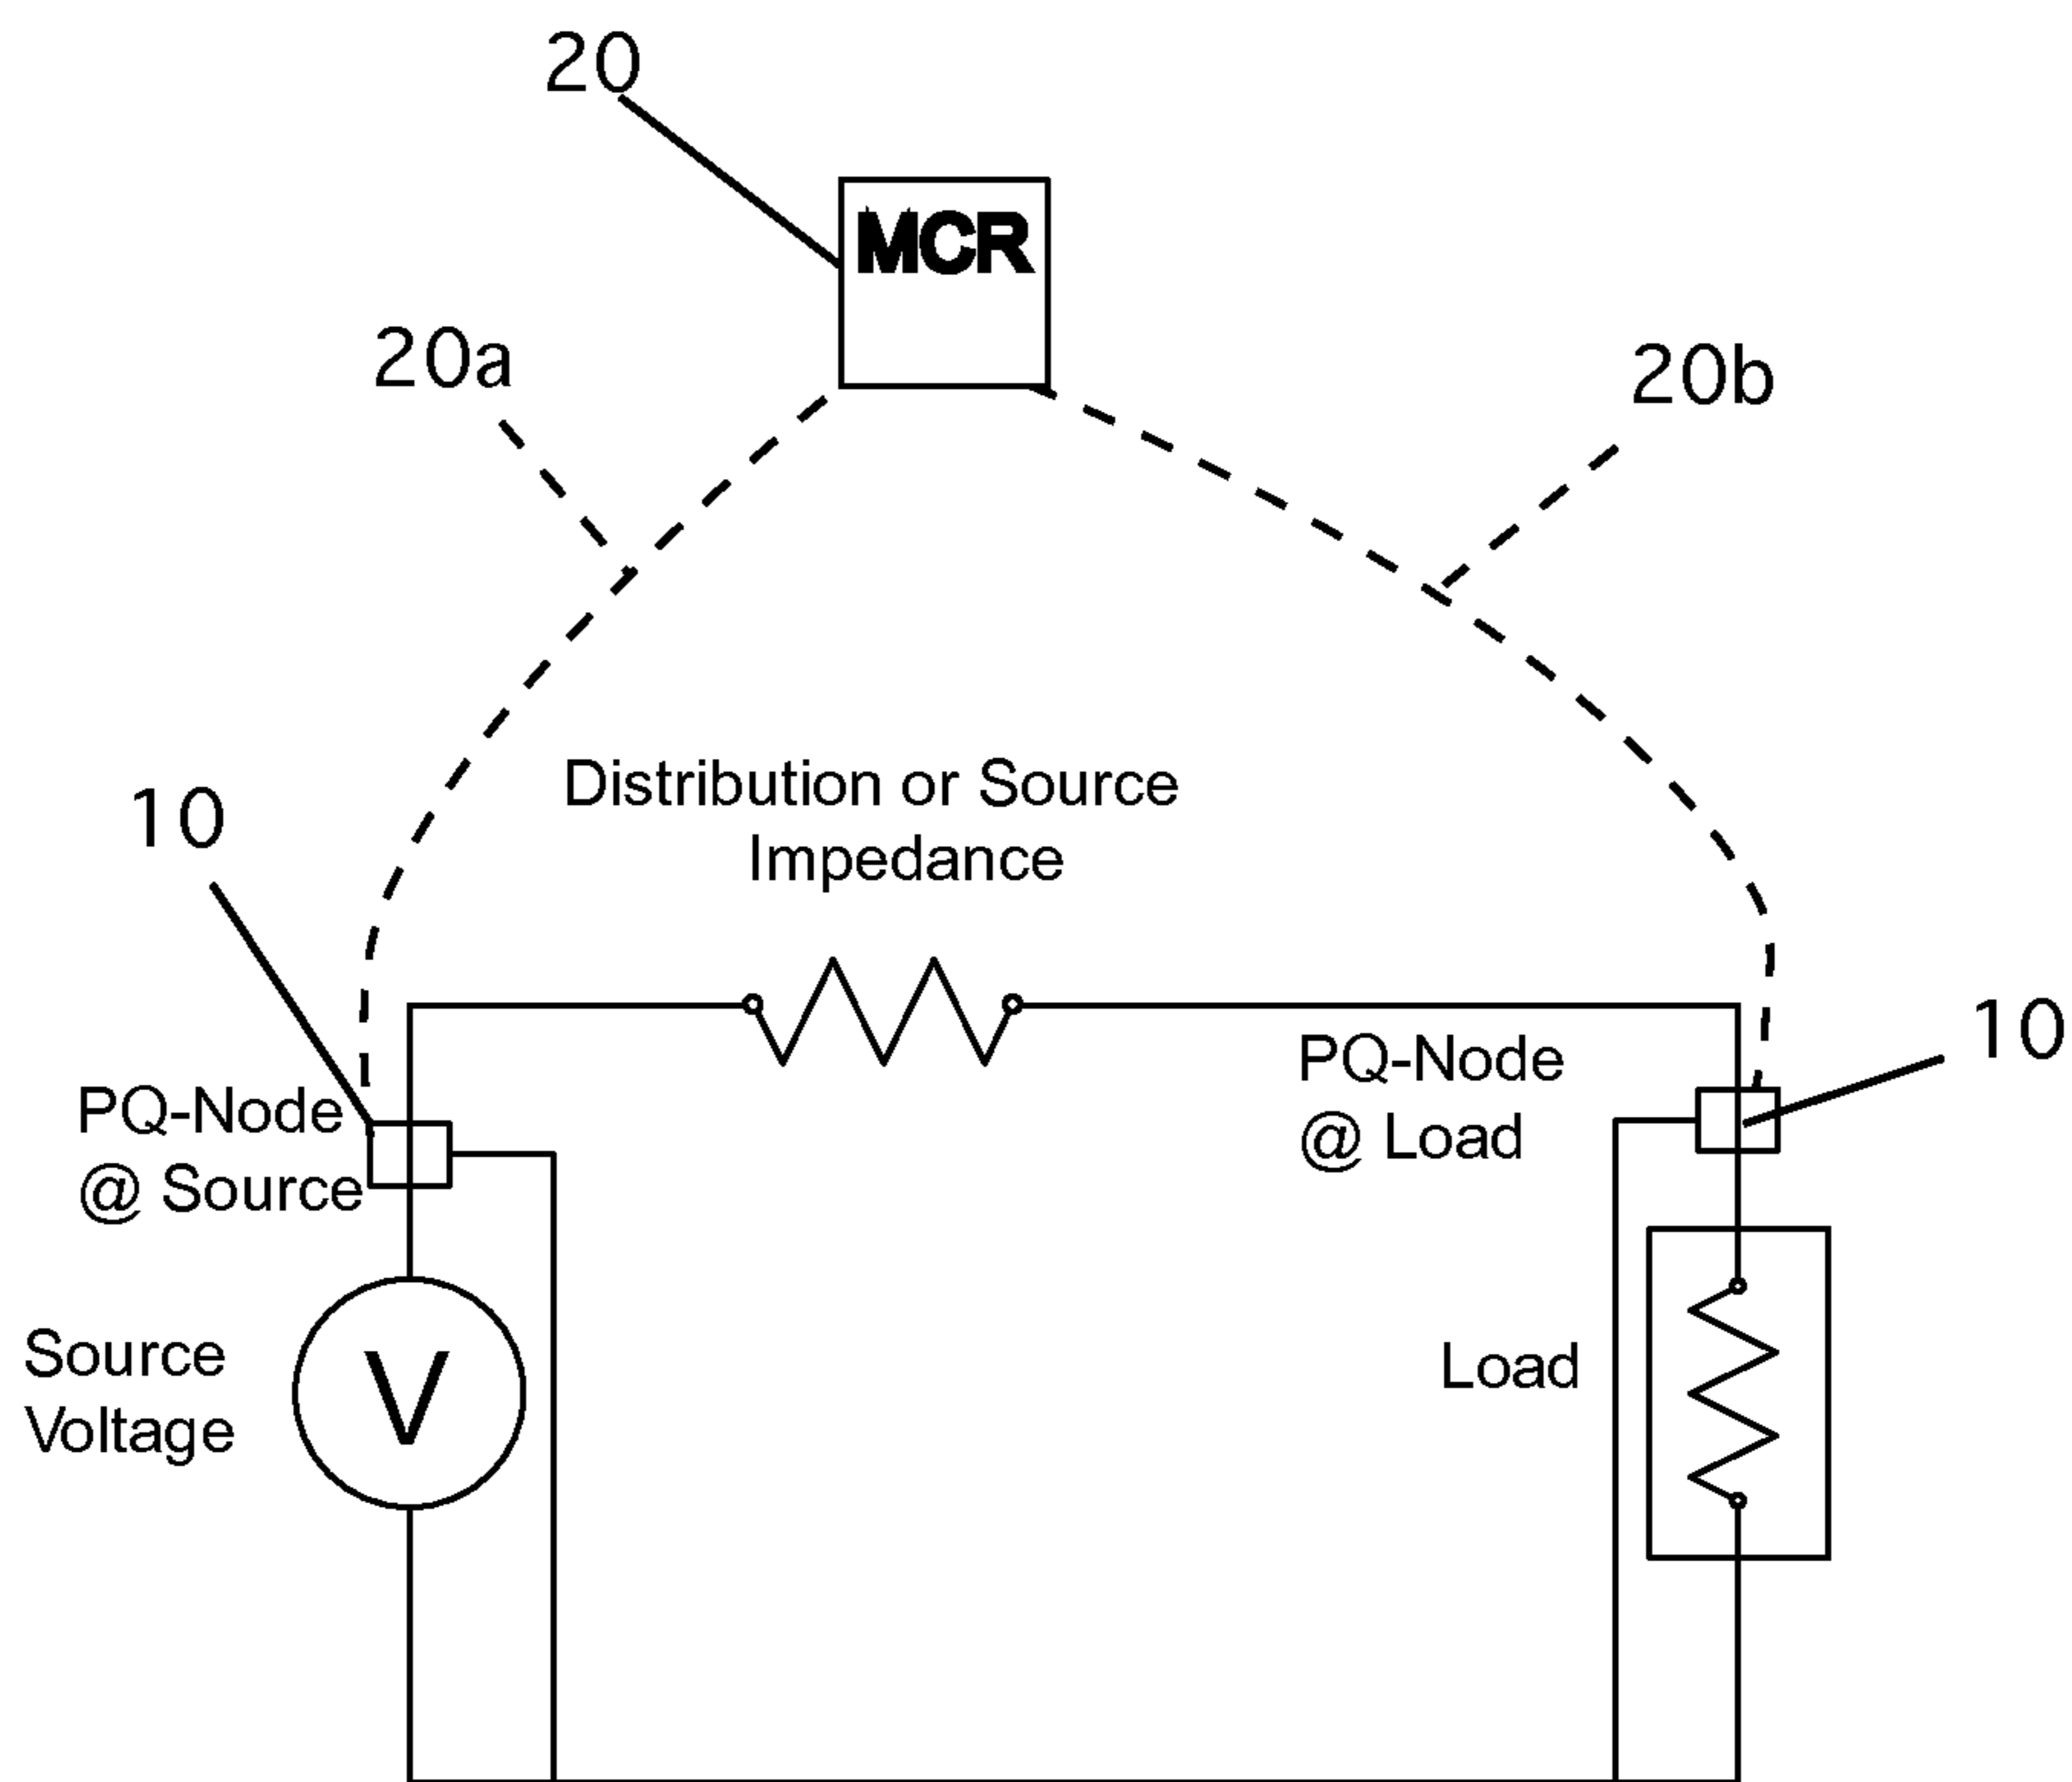 20
MCR
20a
20b
Distribution or Source
Impedance
10
10
PQ-Node
@ Source
PQ-Node
@ Load
Source
Voltage
V
Load